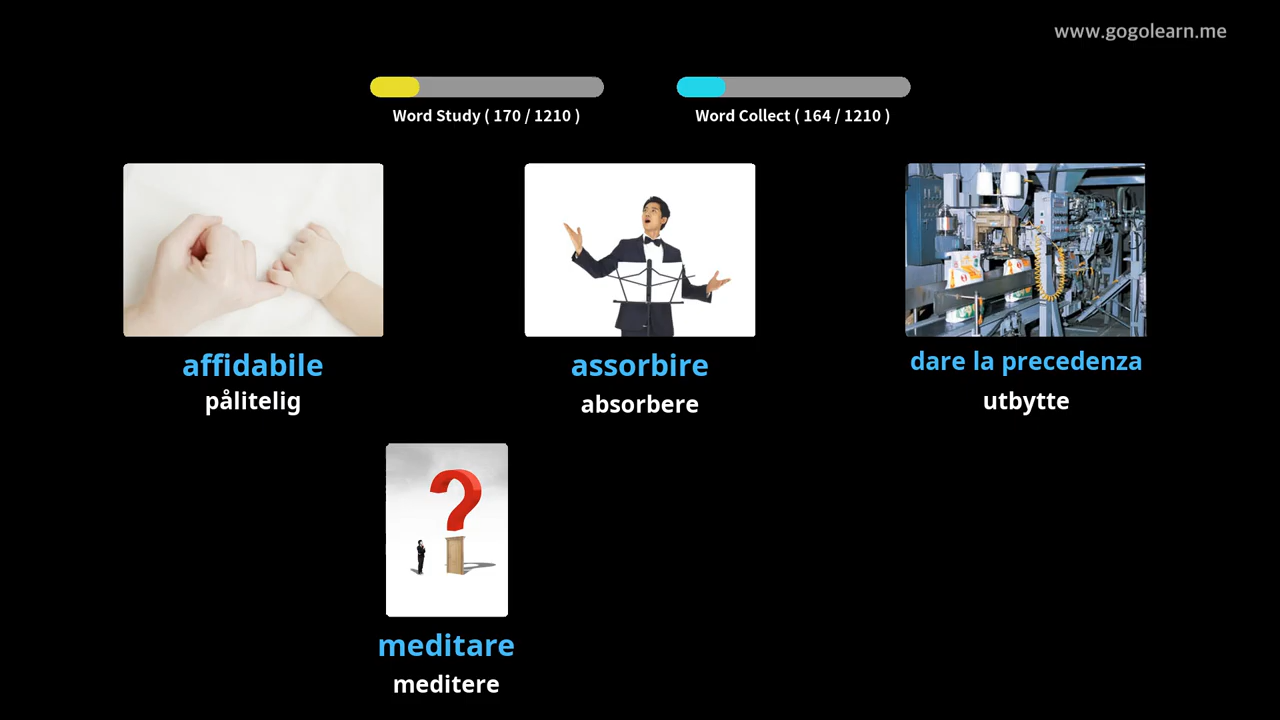 www.gogolearn.me
Word Study ( 170 / 1210 )
Word Collect ( 164 / 1210 )
affidabile
pålitelig
assorbire
absorbere
dare la precedenza
utbytte
meditare
meditere